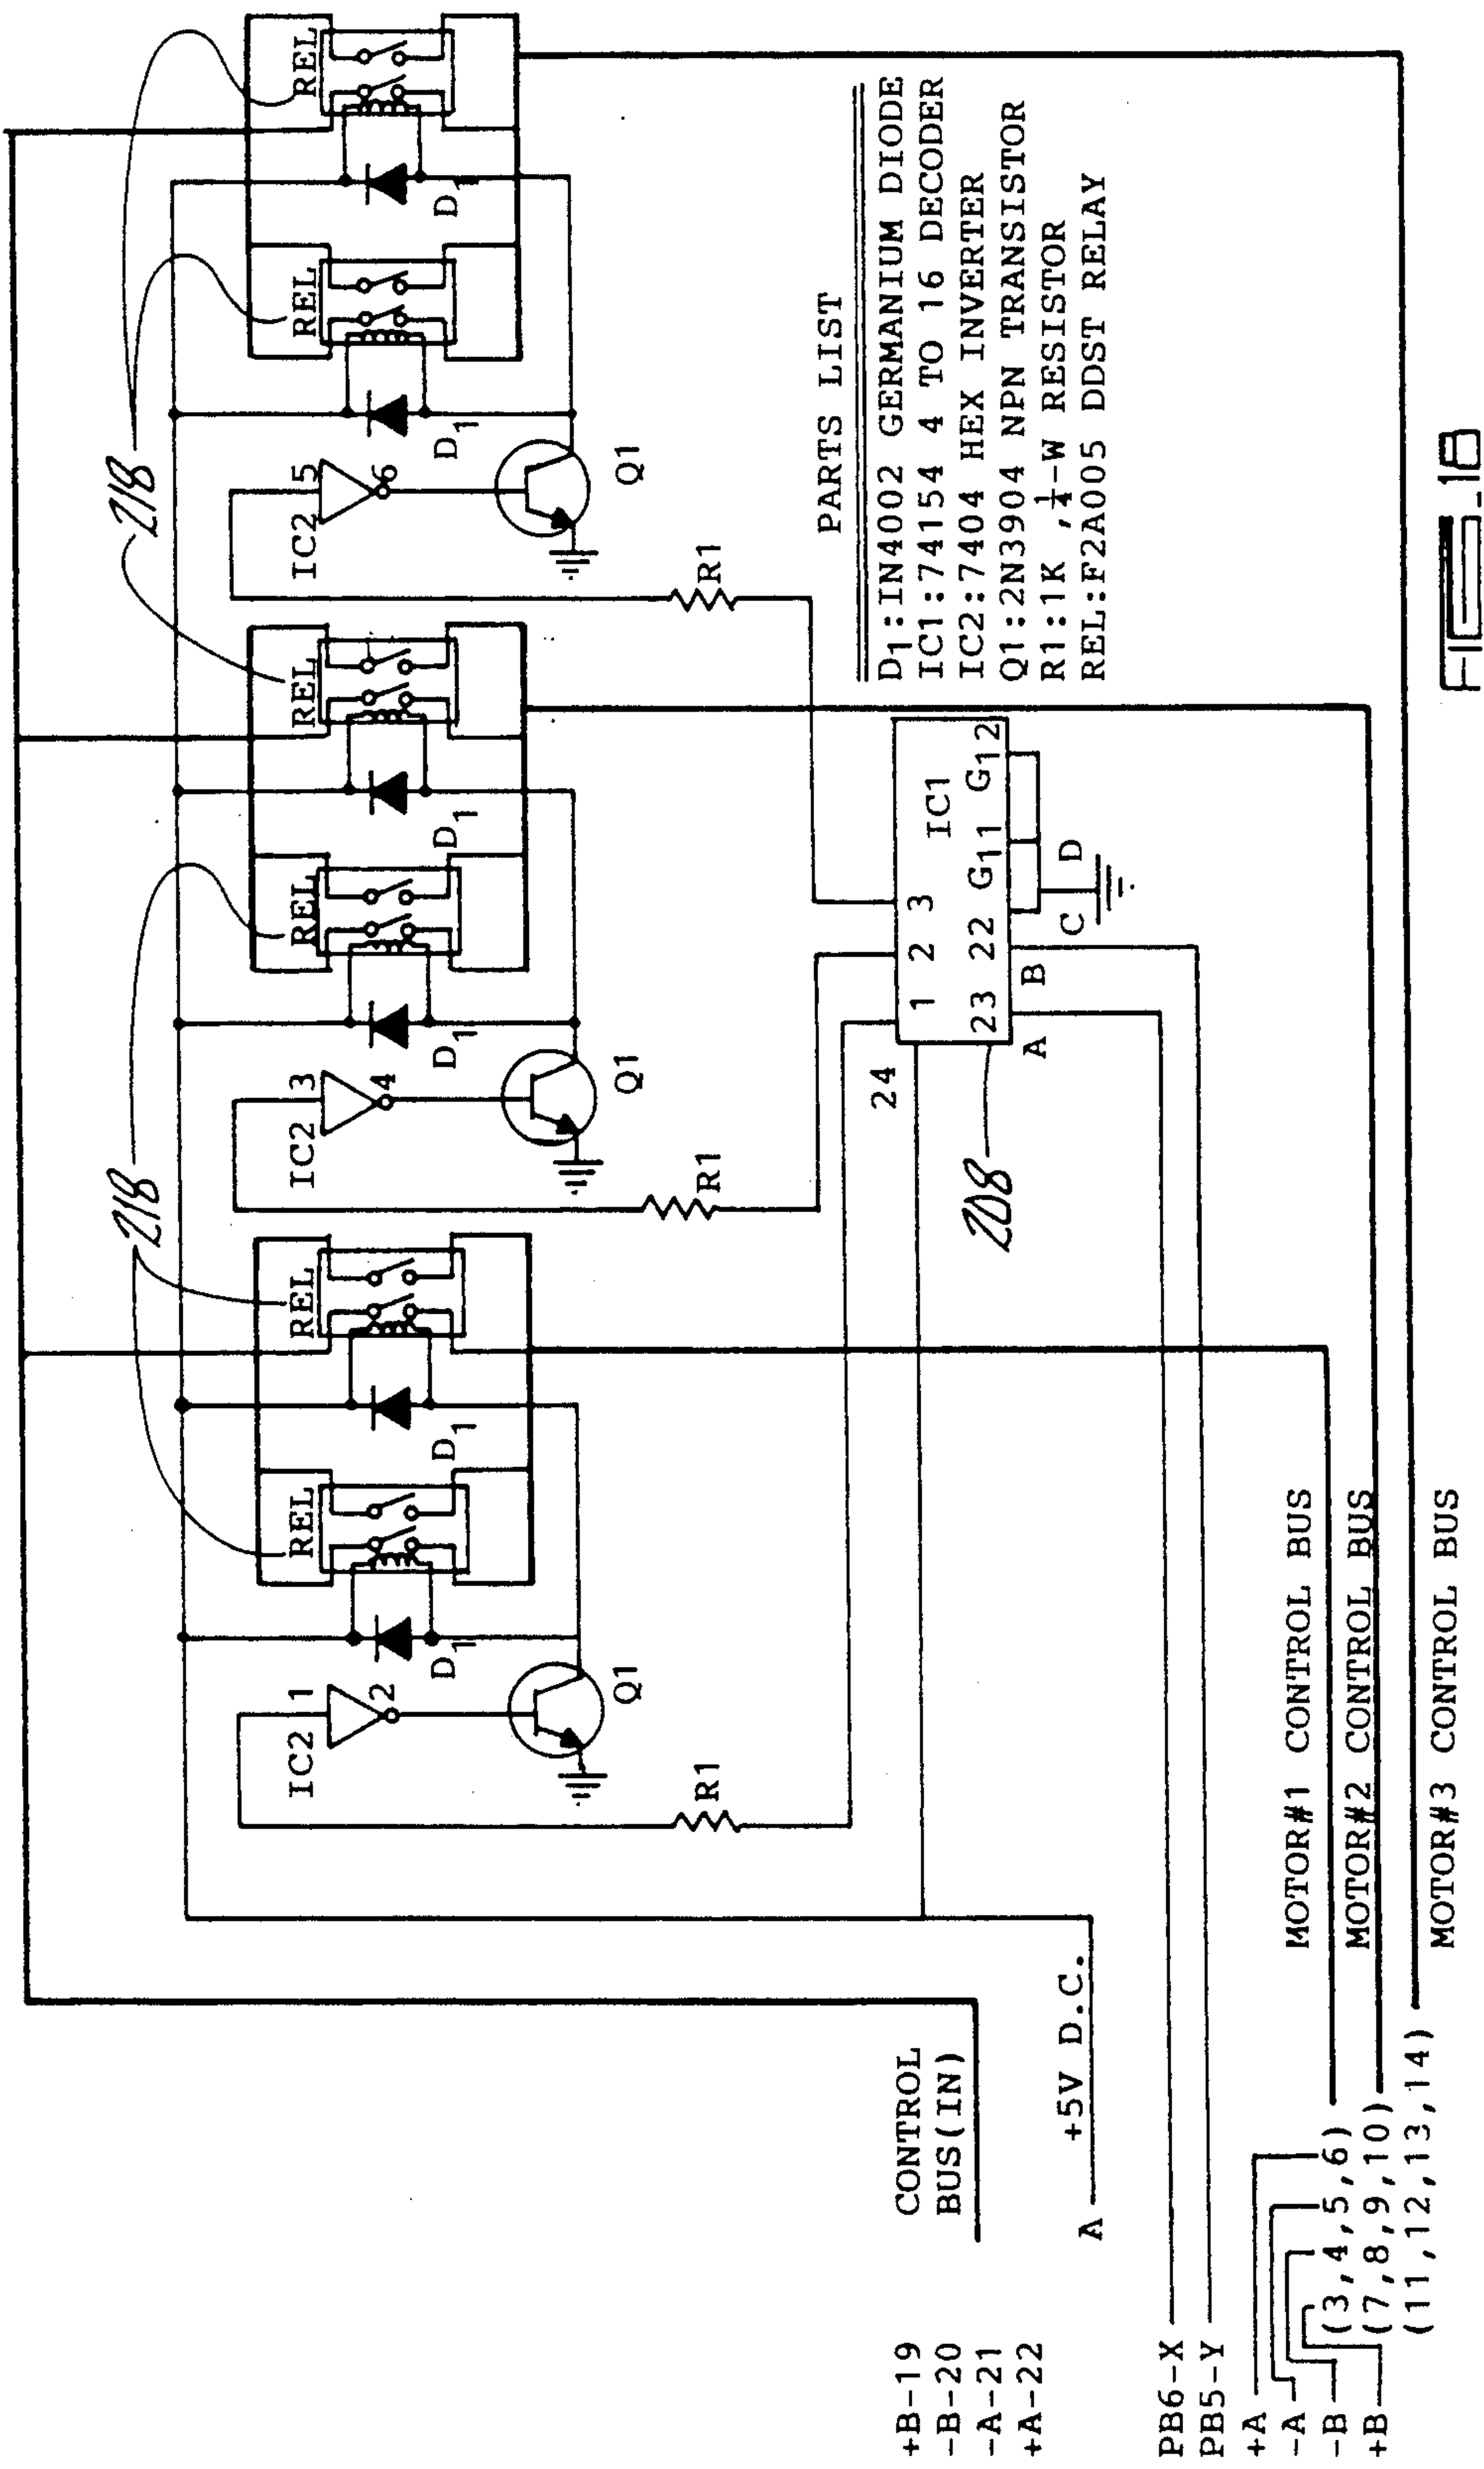 218
218
REL
REL
REL
REL
REL
REL
IC2 1
2
D1
D1
IC2 3
4
D1
D1
IC2 5
6
D1
D1
Q1
Q1
Q1
R1
R1
R1
PARTS LIST
D1:IN4002 GERMANIUM DIODE
IC1:74154 4 TO 16 DECODER
IC2:7404 HEX INVERTER
Q1:2N3904 NPN TRANSISTOR
R1:1K ,¼-W RESISTOR
REL:F2A005 DDST RELAY
24
1 2 3 IC1
23 22 G11 G12
A B C D
208
+B-19
-B-20
-A-21
+A-22
CONTROL
BUS(IN)
+5V D.C.
A
PB6-X
PB5-Y
+A
-A
-B
+B
(3,4,5,6)
(7,8,9,10)
(11,12,13,14)
MOTOR#1 CONTROL BUS
MOTOR#2 CONTROL BUS
MOTOR#3 CONTROL BUS
FIG_18